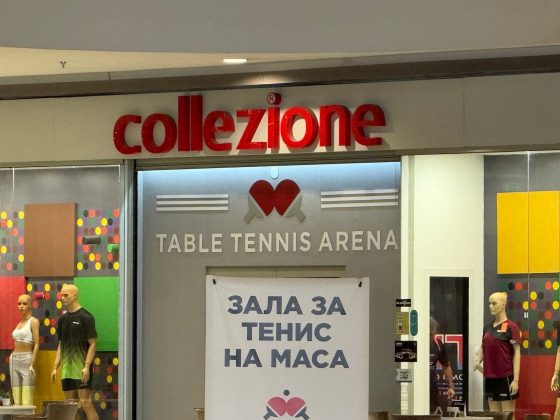 collezione®
TABLE TENNIS ARENA
ЗАЛА ЗА
ТЕНИС
НА МАСА